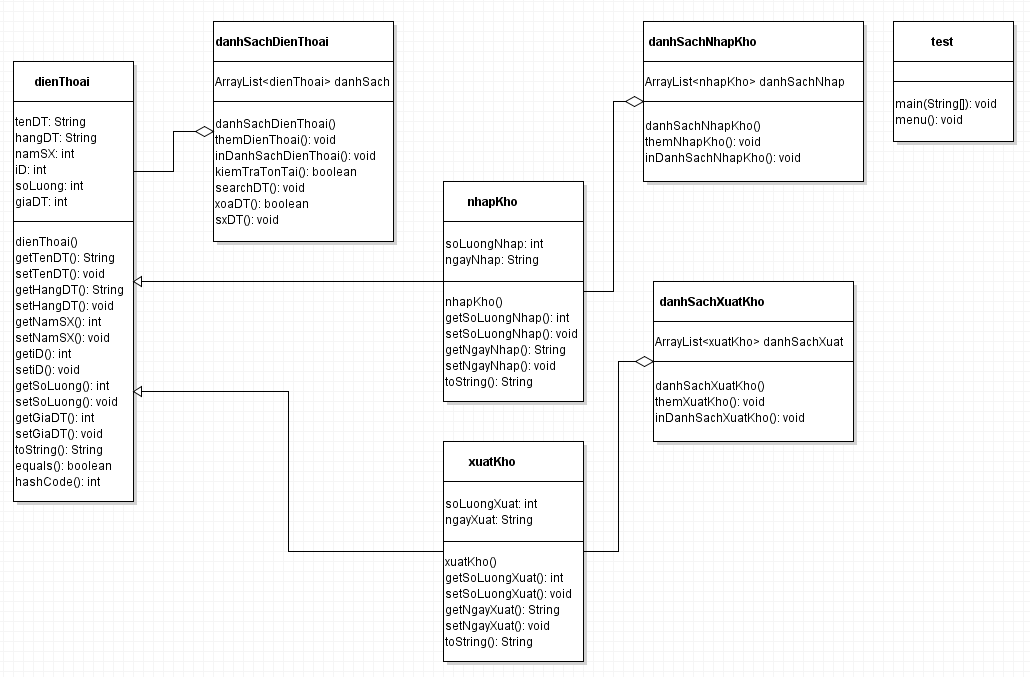 dienThoai
tenDT: String
hangDT: String
namSX: int
iD: int
soLuong: int
giaDT: int
dienThoai()
getTenDT(): String
setTenDT(): void
getHangDT(): String
setHangDT(): void
getNamSX(): int
setNamSX(): void
getiD(): int
setiD(): void
getSoLuong(): int
setSoLuong(): void
getGiaDT(): int
setGiaDT(): void
toString(): String
equals(): boolean
hashCode(): int
danhSachDienThoai
ArrayList<dienThoai> danhSach
danhSachDienThoai()
themDienThoai(): void
inDanhSachDienThoai(): void
kiemTraTonTai(): boolean
searchDT(): void
xoaDT(): boolean
sxDT(): void
nhapKho
soLuongNhap: int
ngayNhap: String
nhapKho()
getSoLuongNhap(): int
setSoLuongNhap(): void
getNgayNhap(): String
setNgayNhap(): void
toString(): String
xuatKho
soLuongXuat: int
ngayXuat: String
xuatKho()
getSoLuongXuat(): int
setSoLuongXuat(): void
getNgayXuat(): String
setNgayXuat(): void
toString(): String
danhSachNhapKho
ArrayList<nhapKho> danhSachNhap
danhSachNhapKho()
themNhapKho(): void
inDanhSachNhapKho(): void
danhSachXuatKho
ArrayList<xuatKho> danhSachXuat
danhSachXuatKho()
themXuatKho(): void
inDanhSachXuatKho(): void
test
main(String[]): void
menu(): void